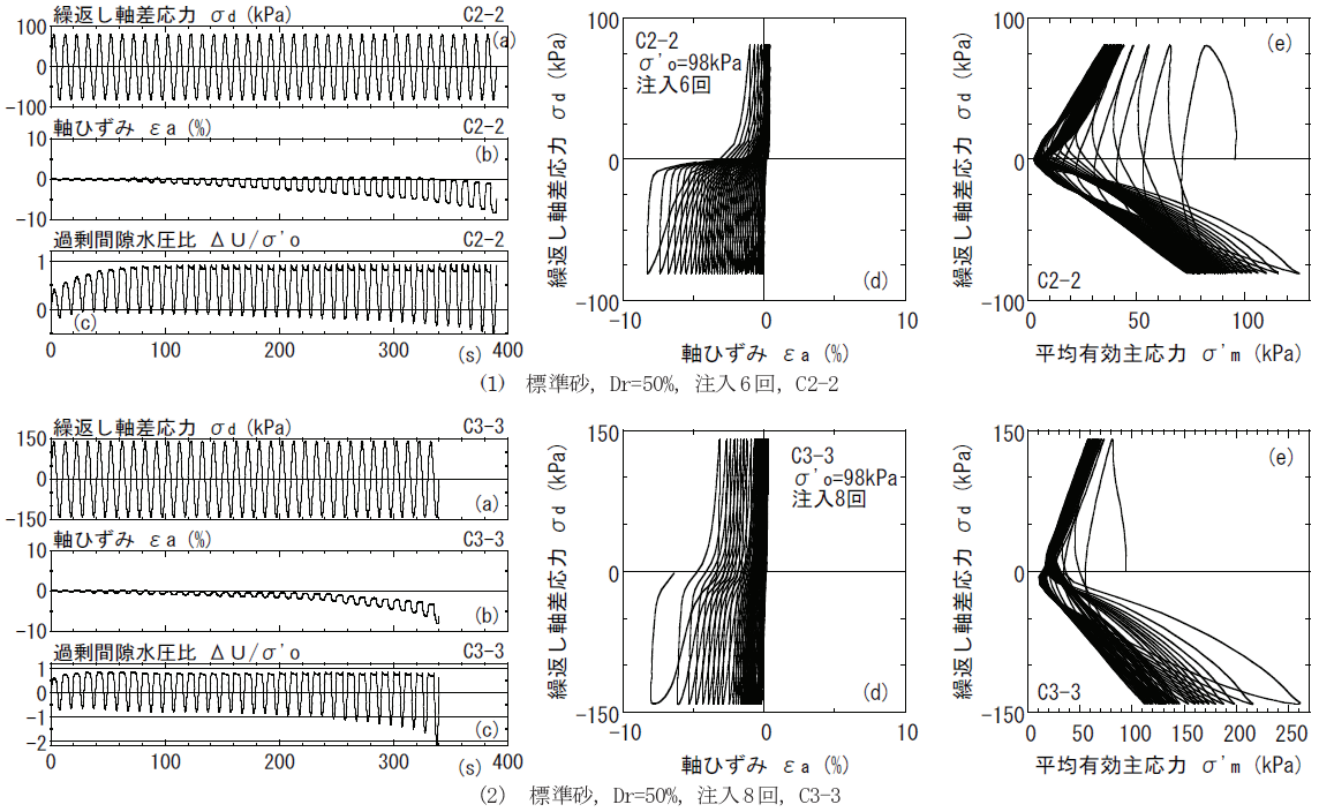 繰返し軸差応力 σd (kPa) C2-2
100
0
-100
(a)
軸ひずみ εa (%) C2-2
10
0
-10
(b)
過剰間隙水圧比 ΔU/σ'o C2-2
1
0
(c)
0 100 200 300 400
(s)
繰返し軸差応力 σd (kPa)
100
0
-100
C2-2
σ'o=98kPa
注入6回
(d)
-10 0 10
軸ひずみ εa (%)
繰返し軸差応力 σd (kPa)
100
0
-100
(e)
C2-2
0 50 100
平均有効主応力 σ'm (kPa)
(1) 標準砂, Dr=50%, 注入6回, C2-2
繰返し軸差応力 σd (kPa) C3-3
150
0
-150
(a)
軸ひずみ εa (%) C3-3
10
0
-10
(b)
過剰間隙水圧比 ΔU/σ'o C3-3
1
0
-1
-2
(c)
0 100 200 300 400
(s)
繰返し軸差応力 σd (kPa)
150
0
-150
C3-3
σ'o=98kPa
注入8回
(d)
-10 0 10
軸ひずみ εa (%)
繰返し軸差応力 σd (kPa)
150
0
-150
(e)
C3-3
0 50 100 150 200 250
平均有効主応力 σ'm (kPa)
(2) 標準砂, Dr=50%, 注入8回, C3-3